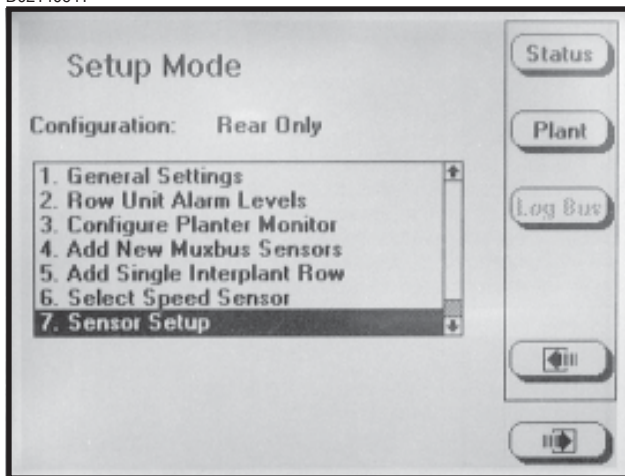 Setup Mode
Status
Configuration: Rear Only
Plant
1. General Settings
2. Row Unit Alarm Levels
3. Configure Planter Monitor
4. Add New Muxbus Sensors
5. Add Single Interplant Row
6. Select Speed Sensor
7. Sensor Setup
Log Bus